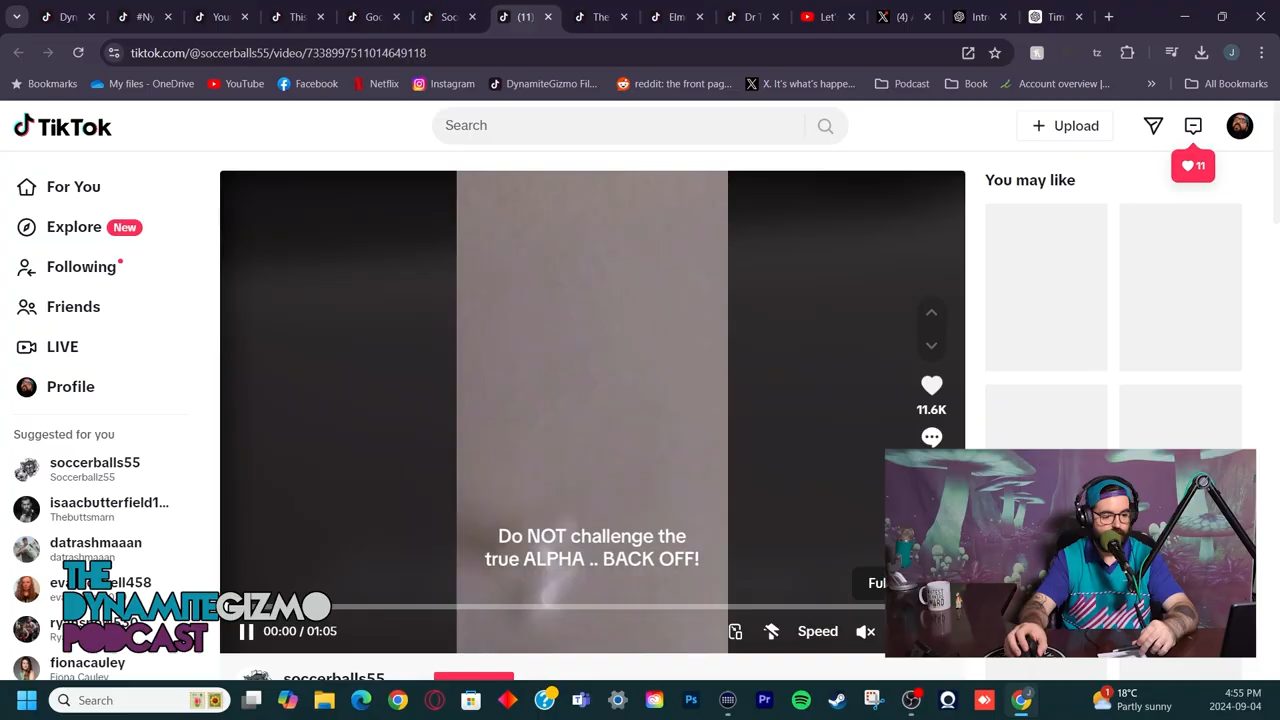 Dyn
#Ny
You
This
Goo
Soc
(11)
The
Elm
Dr T
Let'
(4)
Intr
Tim
tiktok.com/@soccerballs55/video/7338997511014649118
Bookmarks
My files - OneDrive
YouTube
Facebook
Netflix
Instagram
DynamiteGizmo Fil...
reddit: the front pag...
X. It's what's happe...
Podcast
Book
Account overview |...
All Bookmarks
TikTok
Search
Upload
11
For You
Explore New
Following
Friends
LIVE
Profile
Suggested for you
soccerballs55
Soccerballz55
isaacbutterfield1...
Thebuttsmarn
datrashmaaan
datrashmaaan
fionacauley
Fiona Cauley
THE
DYNAMITEGIZMO
PODCAST
Do NOT challenge the
true ALPHA .. BACK OFF!
00:00 / 01:05
Speed
11.6K
Ful
soccerballs55
You may like
Search
18°C
Partly sunny
4:55 PM
2024-09-04